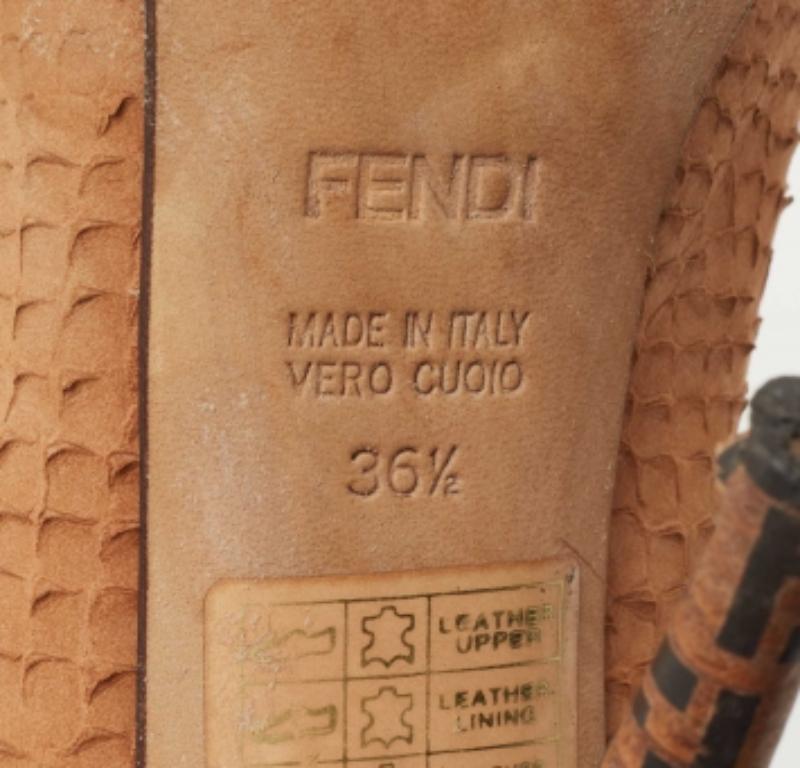 FENDI
MADE IN ITALY
VERO CUOIO
36½
LEATHER
UPPER
LEATHER
LINING